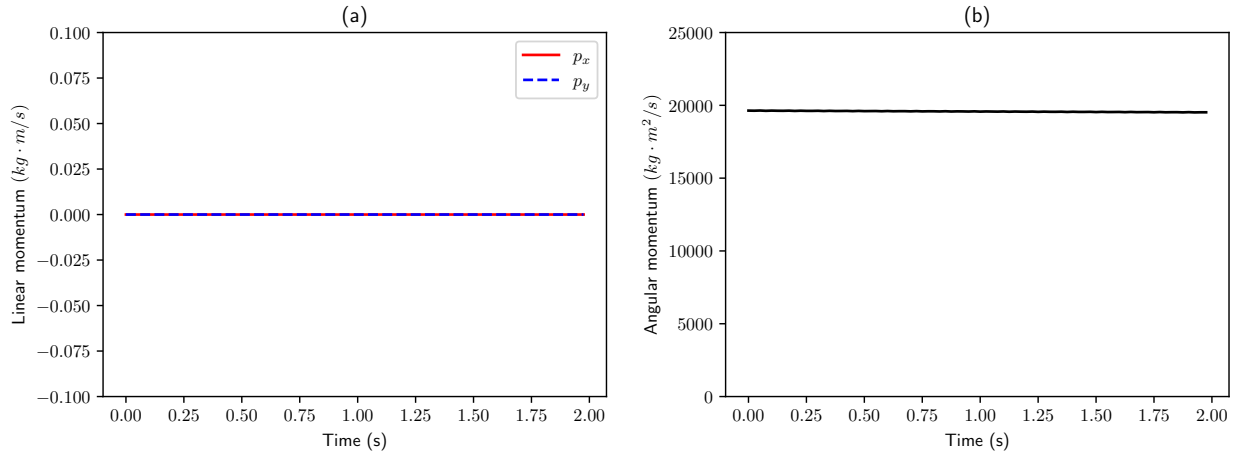 (a)
0.100
0.075
0.050
0.025
0.000
−0.025
−0.050
−0.075
−0.100
Linear momentum (kg · m/s)
p_x
p_y
0.00 0.25 0.50 0.75 1.00 1.25 1.50 1.75 2.00
Time (s)
(b)
25000
20000
15000
10000
5000
0
Angular momentum (kg · m²/s)
0.00 0.25 0.50 0.75 1.00 1.25 1.50 1.75 2.00
Time (s)